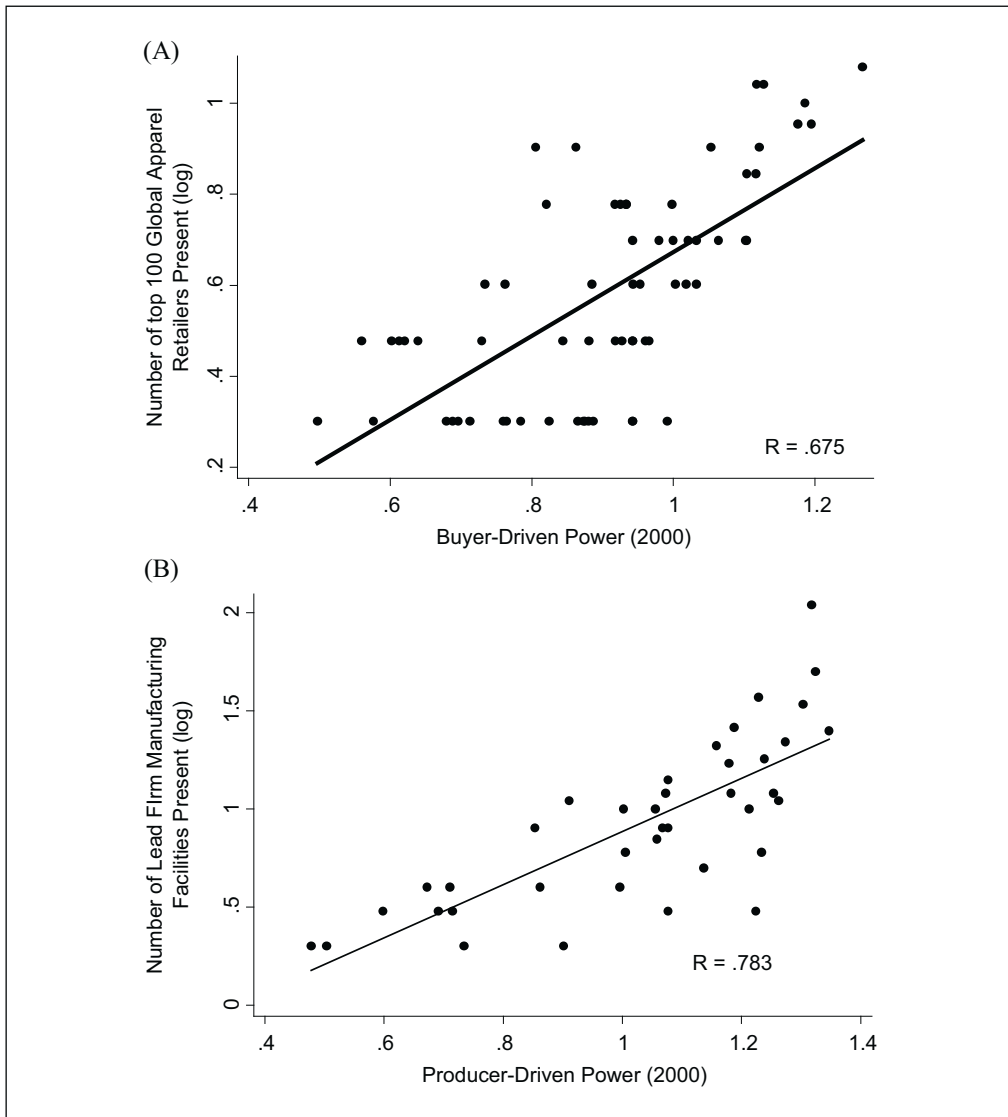 (A)
Number of top 100 Global Apparel
Retailers Present (log)
1
.8
.6
.4
.2
R = .675
.4
.6
.8
1
1.2
Buyer-Driven Power (2000)
(B)
Number of Lead FIrm Manufacturing
Facilities Present (log)
2
1.5
1
.5
0
R = .783
.4
.6
.8
1
1.2
1.4
Producer-Driven Power (2000)